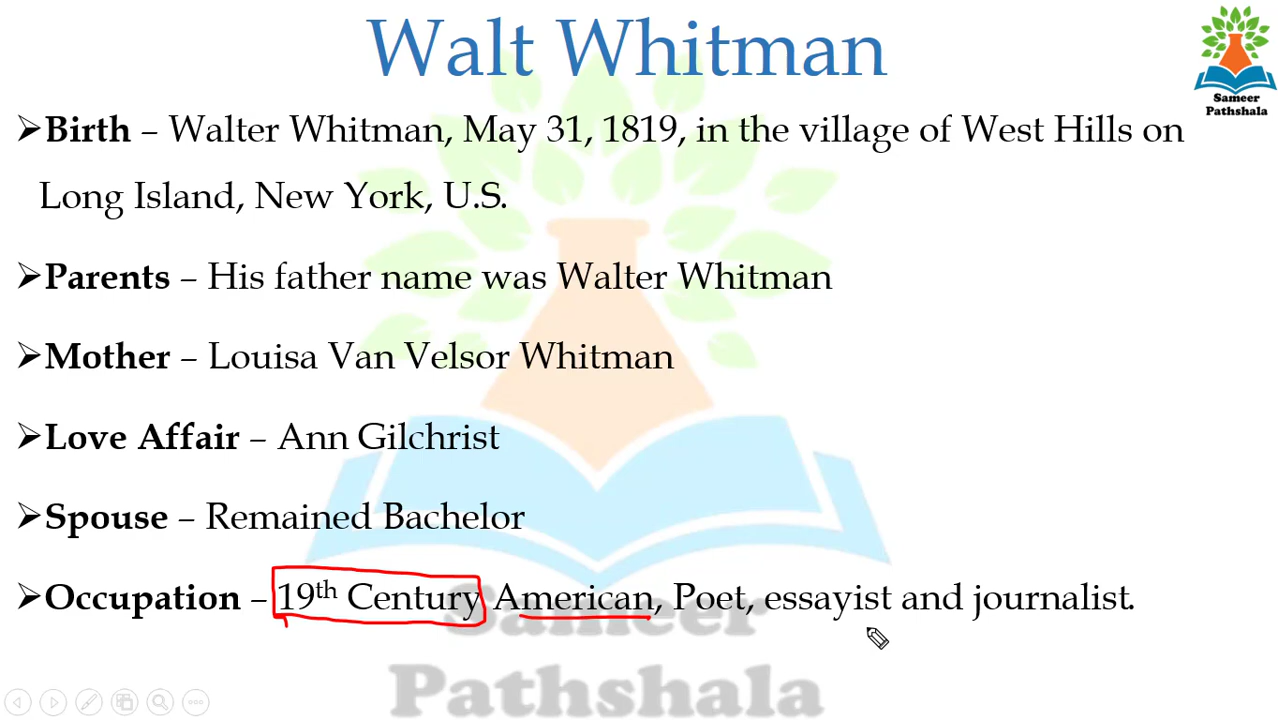 Walt Whitman
Sameer
Pathshala
➢Birth – Walter Whitman, May 31, 1819, in the village of West Hills on
Long Island, New York, U.S.
➢Parents – His father name was Walter Whitman
➢Mother – Louisa Van Velsor Whitman
➢Love Affair – Ann Gilchrist
➢Spouse – Remained Bachelor
➢Occupation – 19th Century American, Poet, essayist and journalist.
Sameer
Pathshala